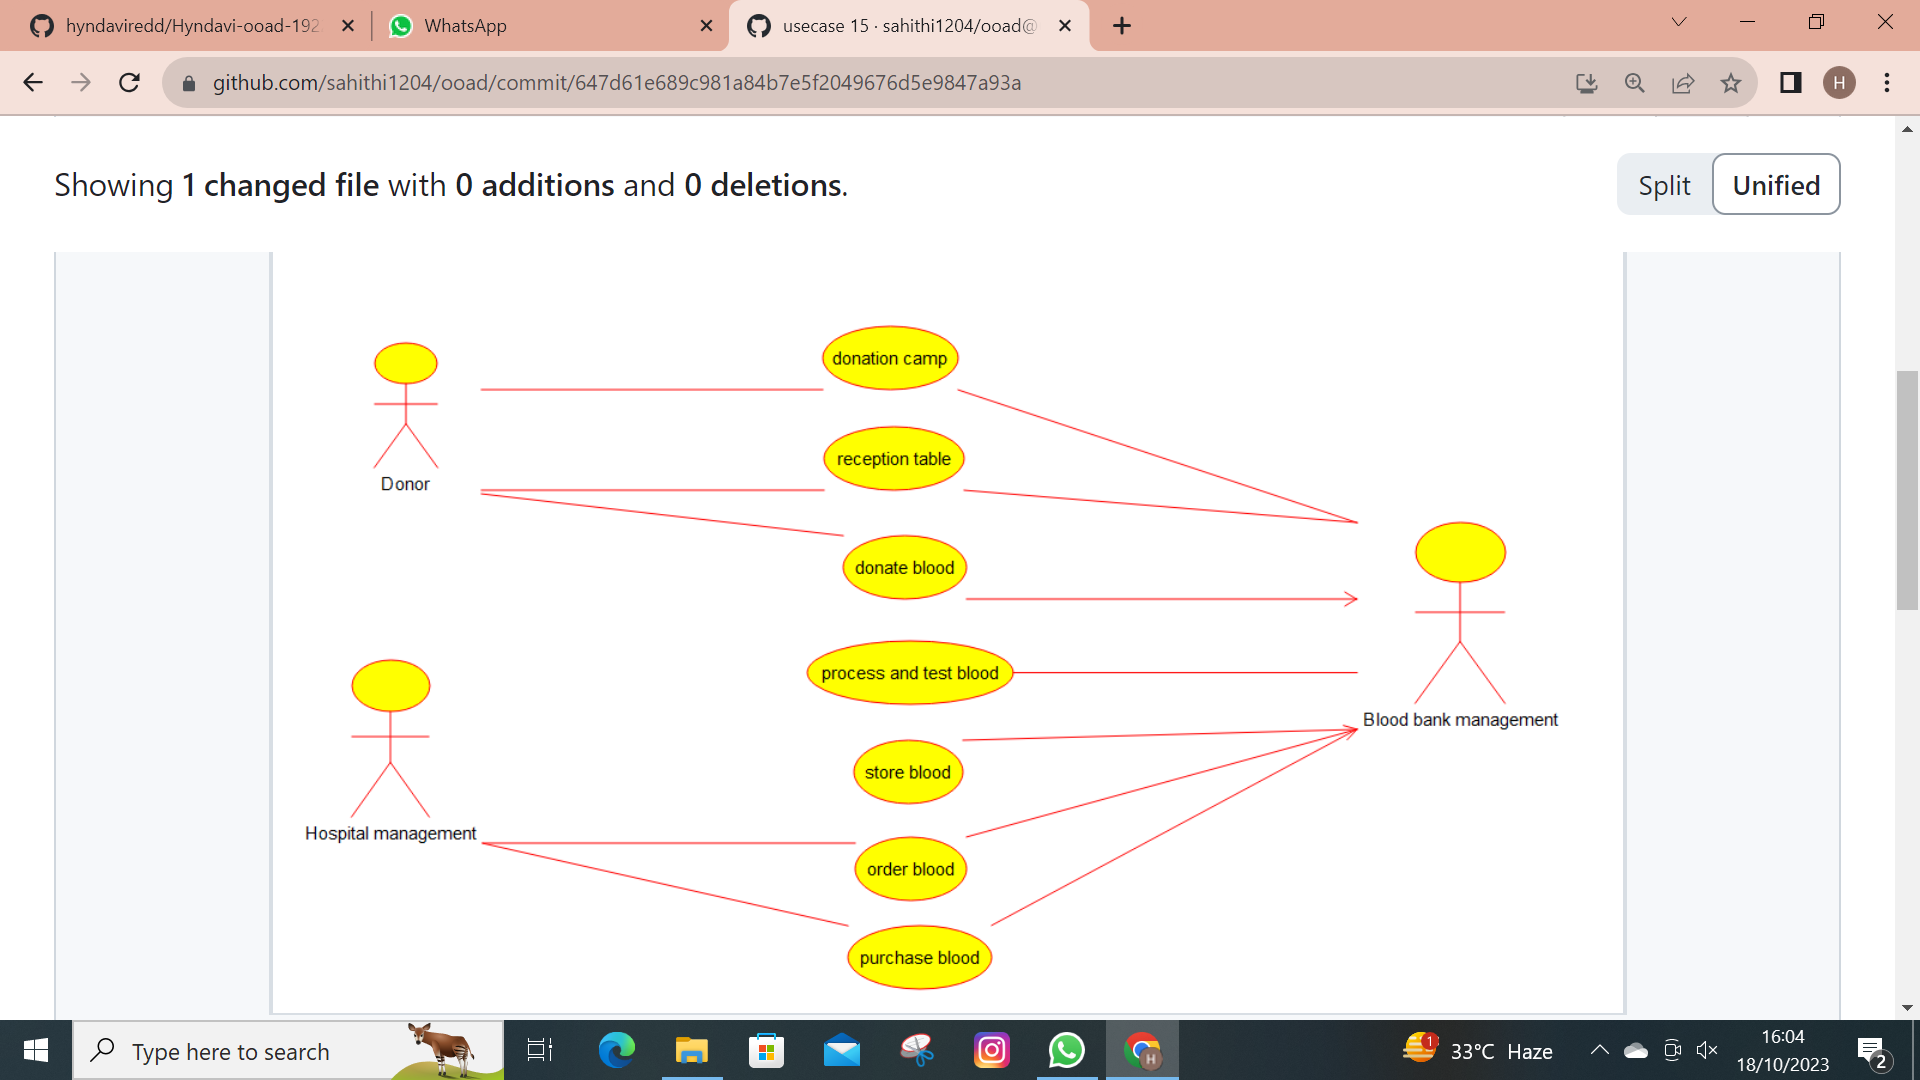 hyndaviredd/Hyndavi-ooad-192
WhatsApp
usecase 15 · sahithi1204/ooad@
github.com/sahithi1204/ooad/commit/647d61e689c981a84b7e5f2049676d5e9847a93a
H
Showing 1 changed file with 0 additions and 0 deletions.
Split
Unified
donation camp
reception table
Donor
donate blood
process and test blood
Blood bank management
store blood
Hospital management
order blood
purchase blood
Type here to search
H
1
33°C Haze
16:04
18/10/2023
2